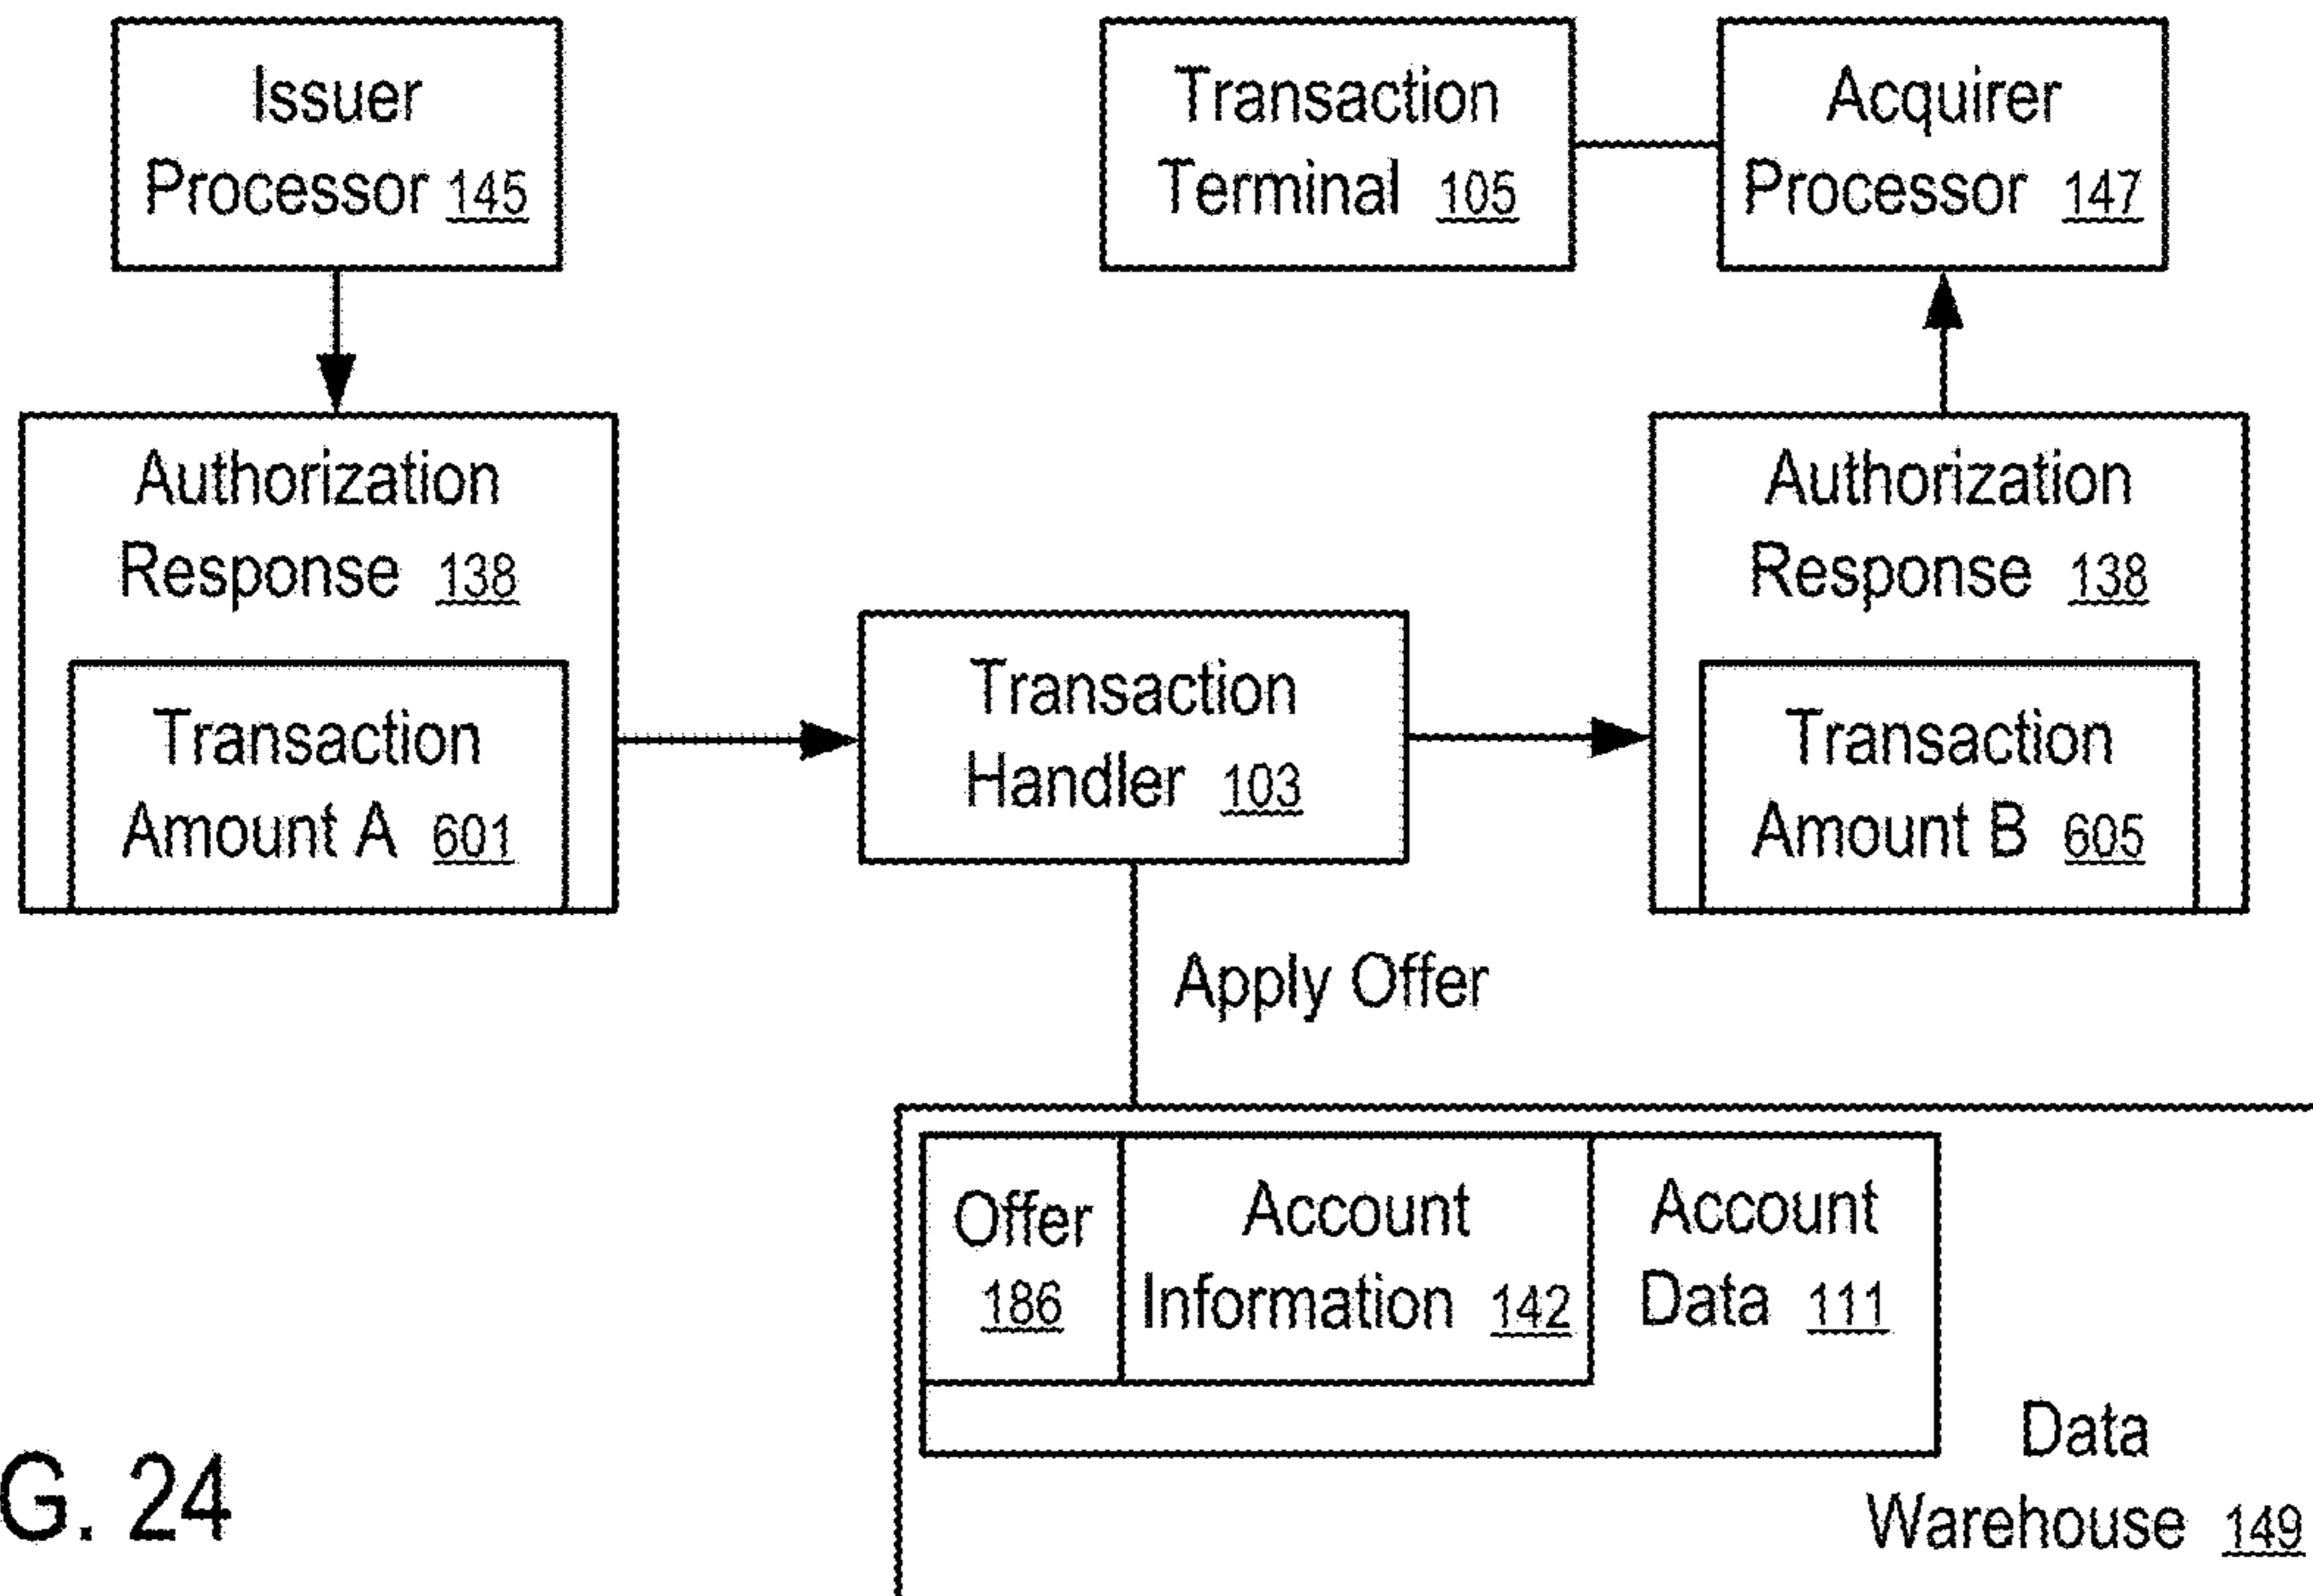 Issuer
Processor 145
Transaction
Terminal 105
Acquirer
Processor 147
Authorization
Response 138
Transaction
Amount A 601
Transaction
Handler 103
Authorization
Response 138
Transaction
Amount B 605
Apply Offer
Offer
186
Account
Information 142
Account
Data 111
Data
Warehouse 149
G. 24